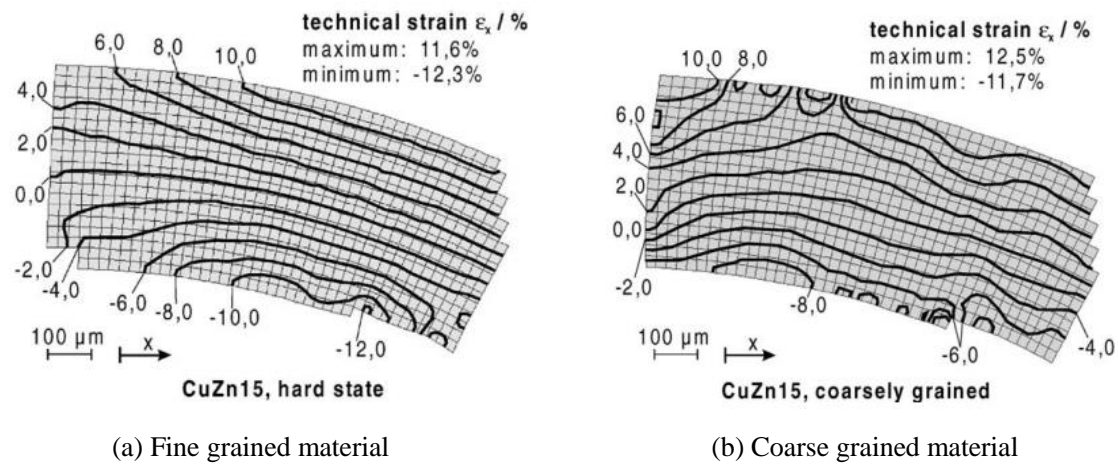 technical strain εx / %
maximum: 11,6%
minimum: -12,3%
6,0
8,0
10,0
4,0
2,0
0,0
-2,0
-4,0
-6,0
-8,0
-10,0
-12,0
100 µm
x
CuZn15, hard state
(a) Fine grained material
technical strain εx / %
maximum: 12,5%
minimum: -11,7%
10,0
8,0
6,0
4,0
2,0
0,0
-2,0
-8,0
-6,0
-4,0
100 µm
x
CuZn15, coarsely grained
(b) Coarse grained material